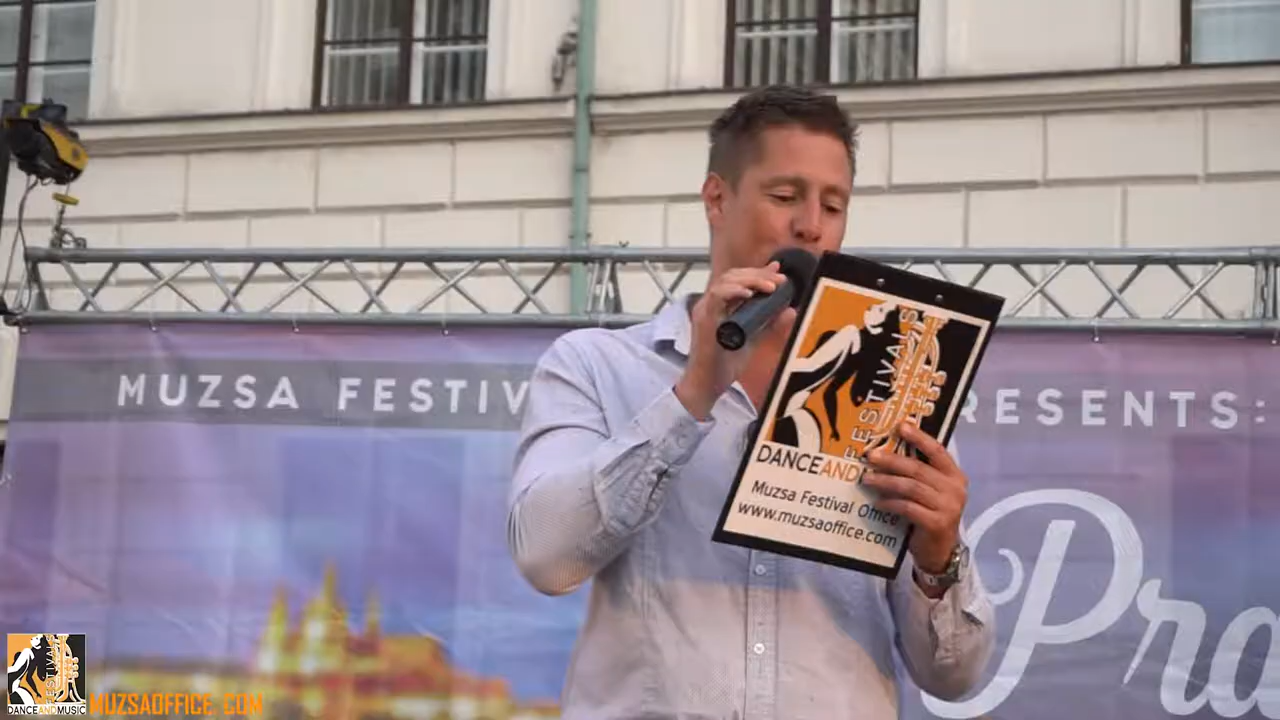 MUZSA FESTIV
RESENTS:
Pra
FESTIVALS
DANCEAND
Muzsa Festival Office
www.muzsaoffice.com
FESTIVALS
DANCEANDMUSIC
MUZSAOFFICE.COM